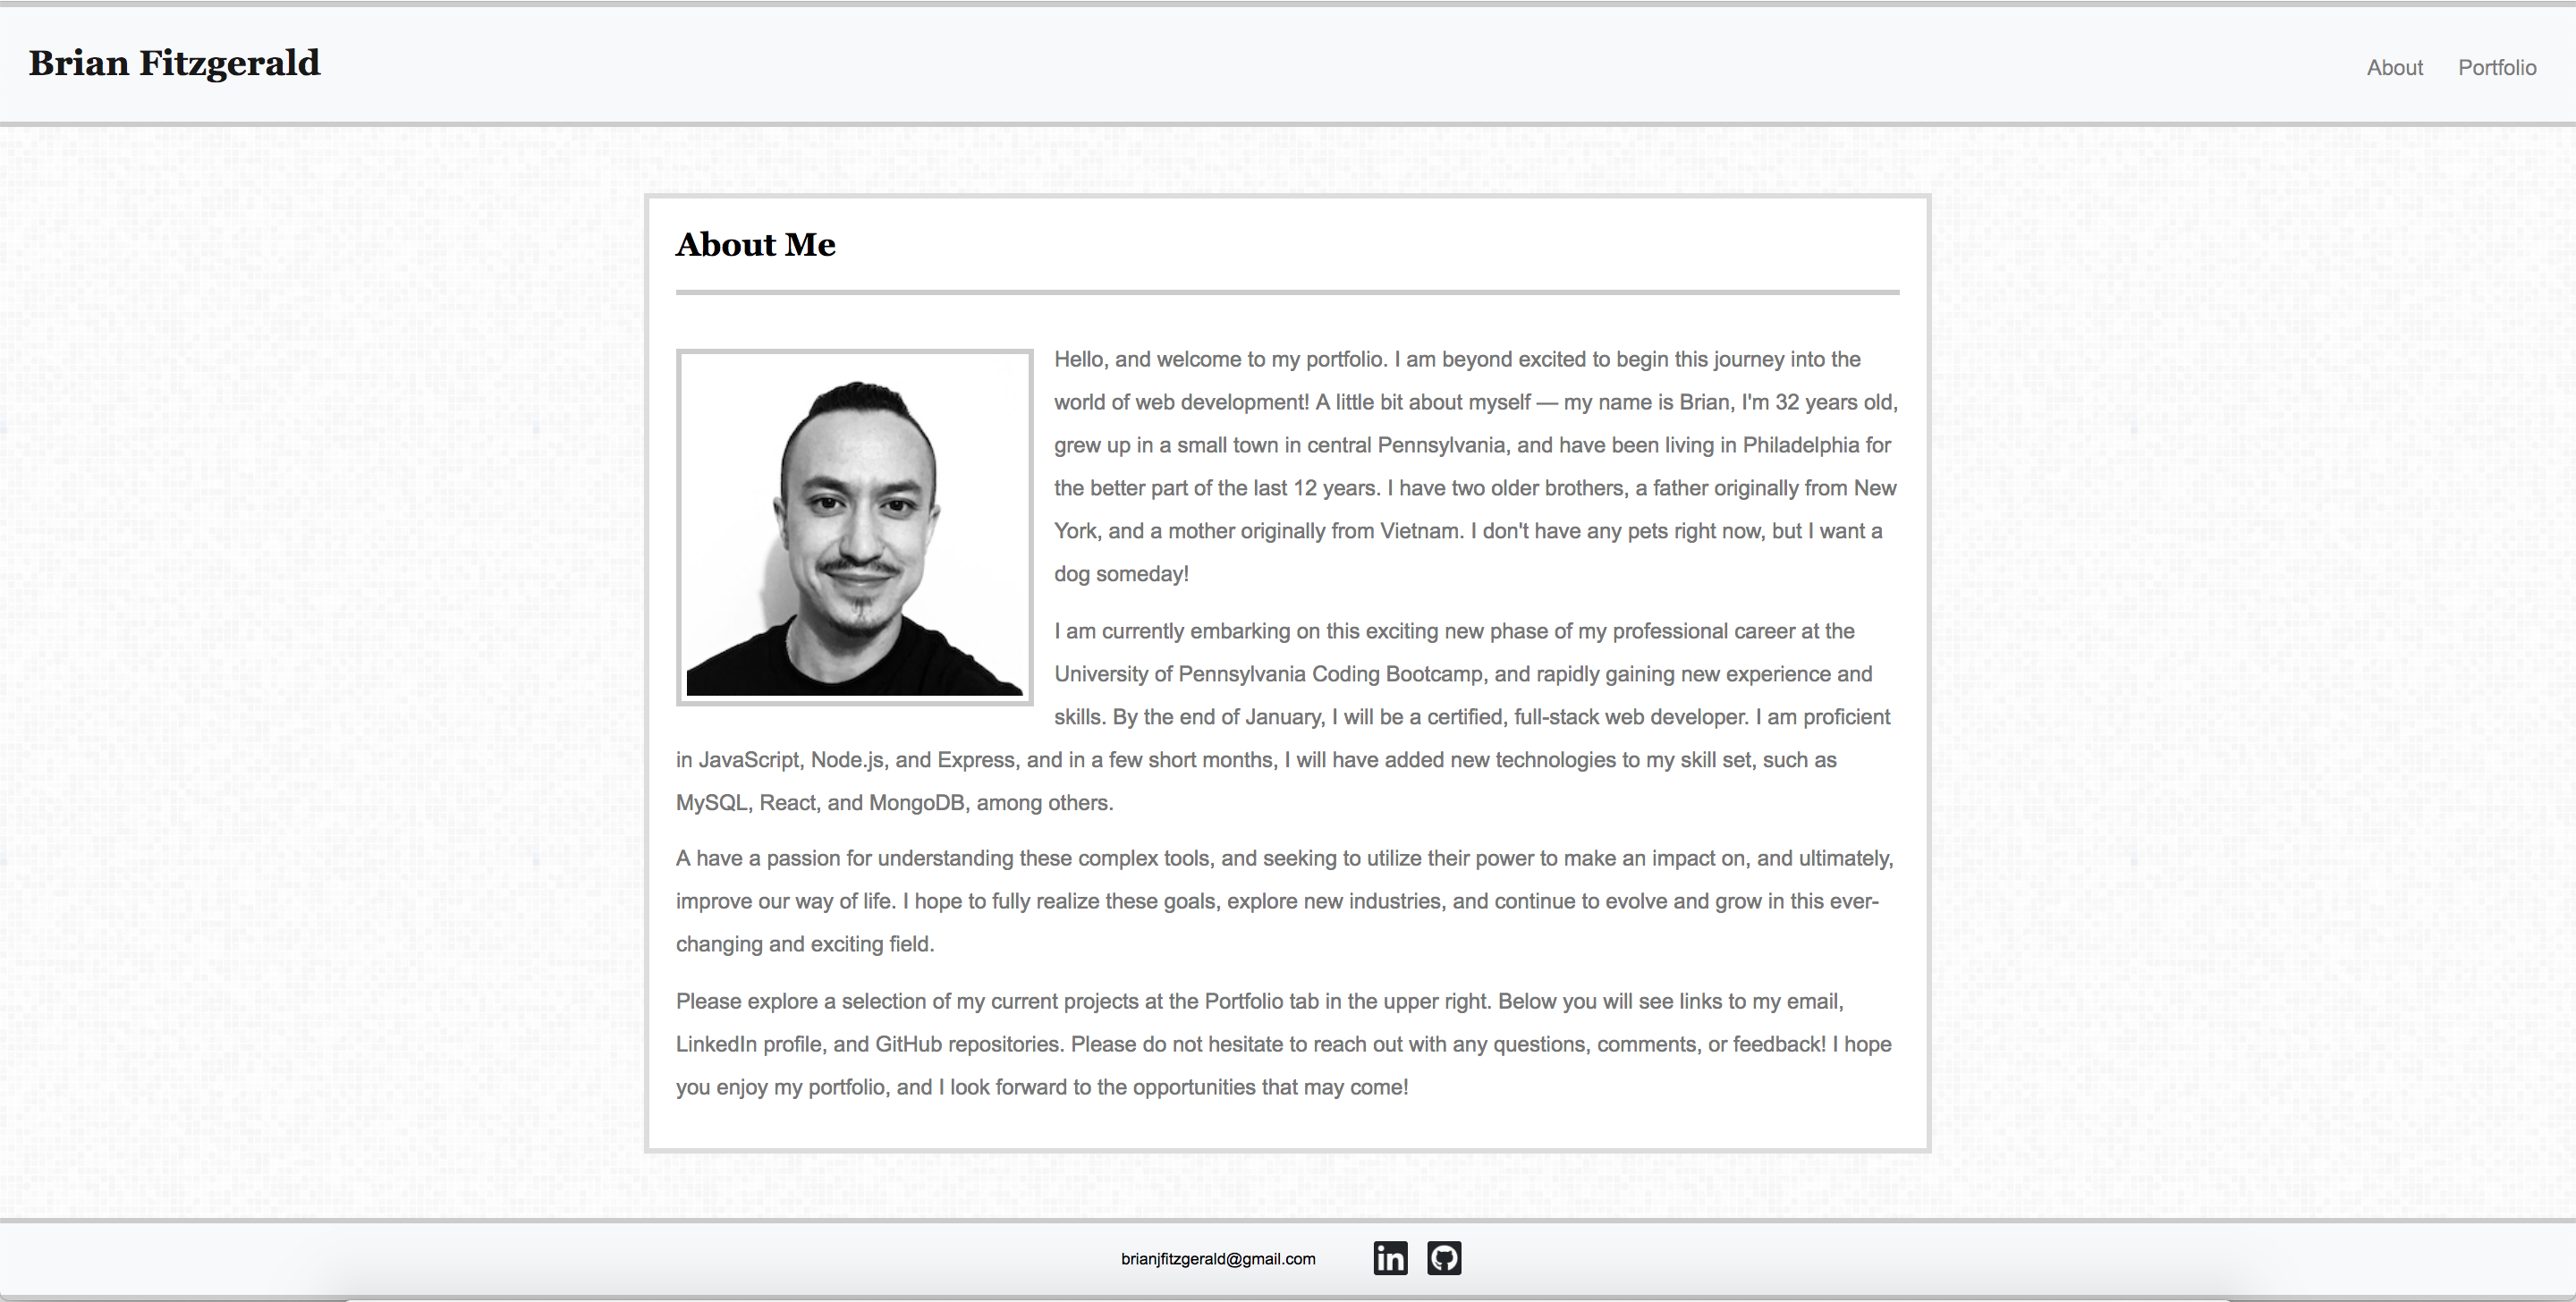 Brian Fitzgerald
About Portfolio
About Me
Hello, and welcome to my portfolio. I am beyond excited to begin this journey into the
world of web development! A little bit about myself — my name is Brian, I'm 32 years old,
grew up in a small town in central Pennsylvania, and have been living in Philadelphia for
the better part of the last 12 years. I have two older brothers, a father originally from New
York, and a mother originally from Vietnam. I don't have any pets right now, but I want a
dog someday!
I am currently embarking on this exciting new phase of my professional career at the
University of Pennsylvania Coding Bootcamp, and rapidly gaining new experience and
skills. By the end of January, I will be a certified, full-stack web developer. I am proficient
in JavaScript, Node.js, and Express, and in a few short months, I will have added new technologies to my skill set, such as
MySQL, React, and MongoDB, among others.
A have a passion for understanding these complex tools, and seeking to utilize their power to make an impact on, and ultimately,
improve our way of life. I hope to fully realize these goals, explore new industries, and continue to evolve and grow in this ever-
changing and exciting field.
Please explore a selection of my current projects at the Portfolio tab in the upper right. Below you will see links to my email,
LinkedIn profile, and GitHub repositories. Please do not hesitate to reach out with any questions, comments, or feedback! I hope
you enjoy my portfolio, and I look forward to the opportunities that may come!
brianjfitzgerald@gmail.com in